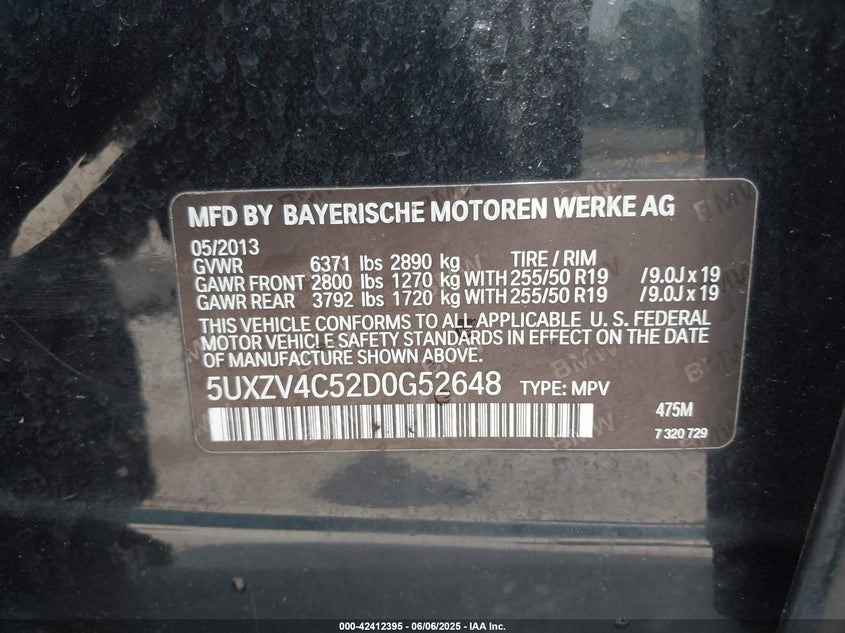 MFD BY BAYERISCHE MOTOREN WERKE AG
05/2013
GVWR 6371 lbs 2890 kg TIRE / RIM
GAWR FRONT 2800 lbs 1270 kg WITH 255/50 R19 /9.0J x 19
GAWR REAR 3792 lbs 1720 kg WITH 255/50 R19 /9.0J x 19
THIS VEHICLE CONFORMS TO ALL APPLICABLE U. S. FEDERAL
MOTOR VEHICLE SAFETY STANDARDS IN EFFECT ON THE DATE
OF MANUFACTURE SHOWN ABOVE.
5UXZV4C52D0G52648 TYPE: MPV
475M
7 320 729
000-42412395 - 06/06/2025 - IAA Inc.